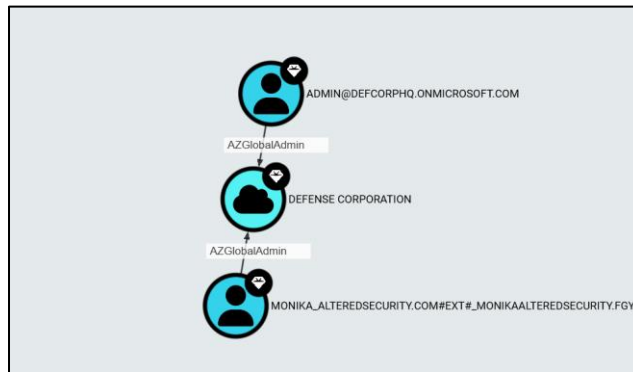 ADMIN@DEFCORPHQ.ONMICROSOFT.COM
AZGlobalAdmin
DEFENSE CORPORATION
AZGlobalAdmin
MONIKA_ALTEREDSECURITY.COM#EXT#_MONIKAALTEREDSECURITY.FGY